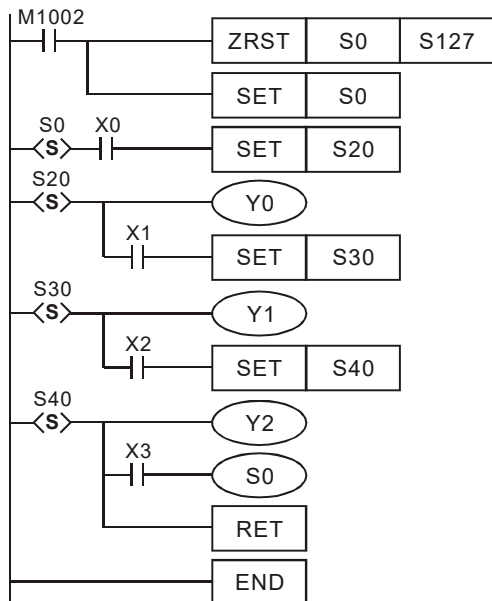 M1002
ZRST S0 S127
SET S0
S0 X0
S SET S20
S20
S Y0
X1
SET S30
S30
S Y1
X2
SET S40
S40
S Y2
X3
S0
RET
END